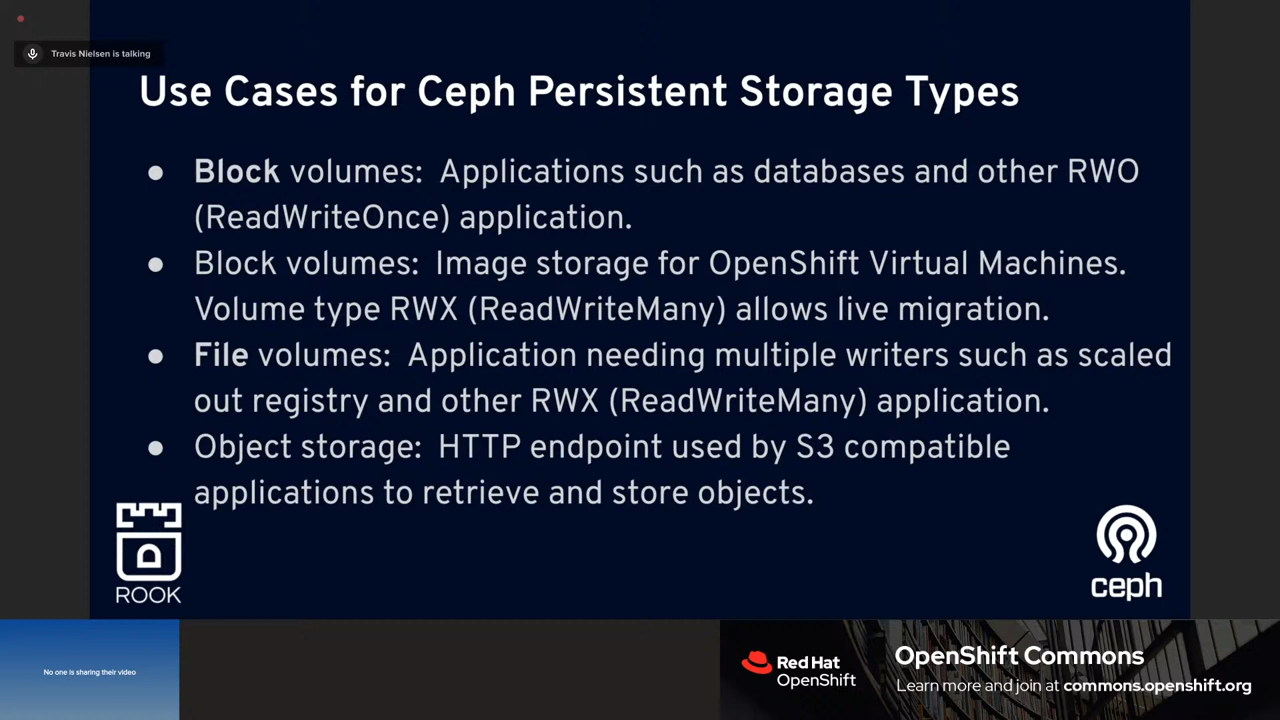 Travis Nielsen is talking
Use Cases for Ceph Persistent Storage Types
● Block volumes: Applications such as databases and other RWO
(ReadWriteOnce) application.
● Block volumes: Image storage for OpenShift Virtual Machines.
Volume type RWX (ReadWriteMany) allows live migration.
● File volumes: Application needing multiple writers such as scaled
out registry and other RWX (ReadWriteMany) application.
● Object storage: HTTP endpoint used by S3 compatible
applications to retrieve and store objects.
ROOK
ceph
No one is sharing their video
Red Hat
OpenShift
OpenShift Commons
Learn more and join at commons.openshift.org